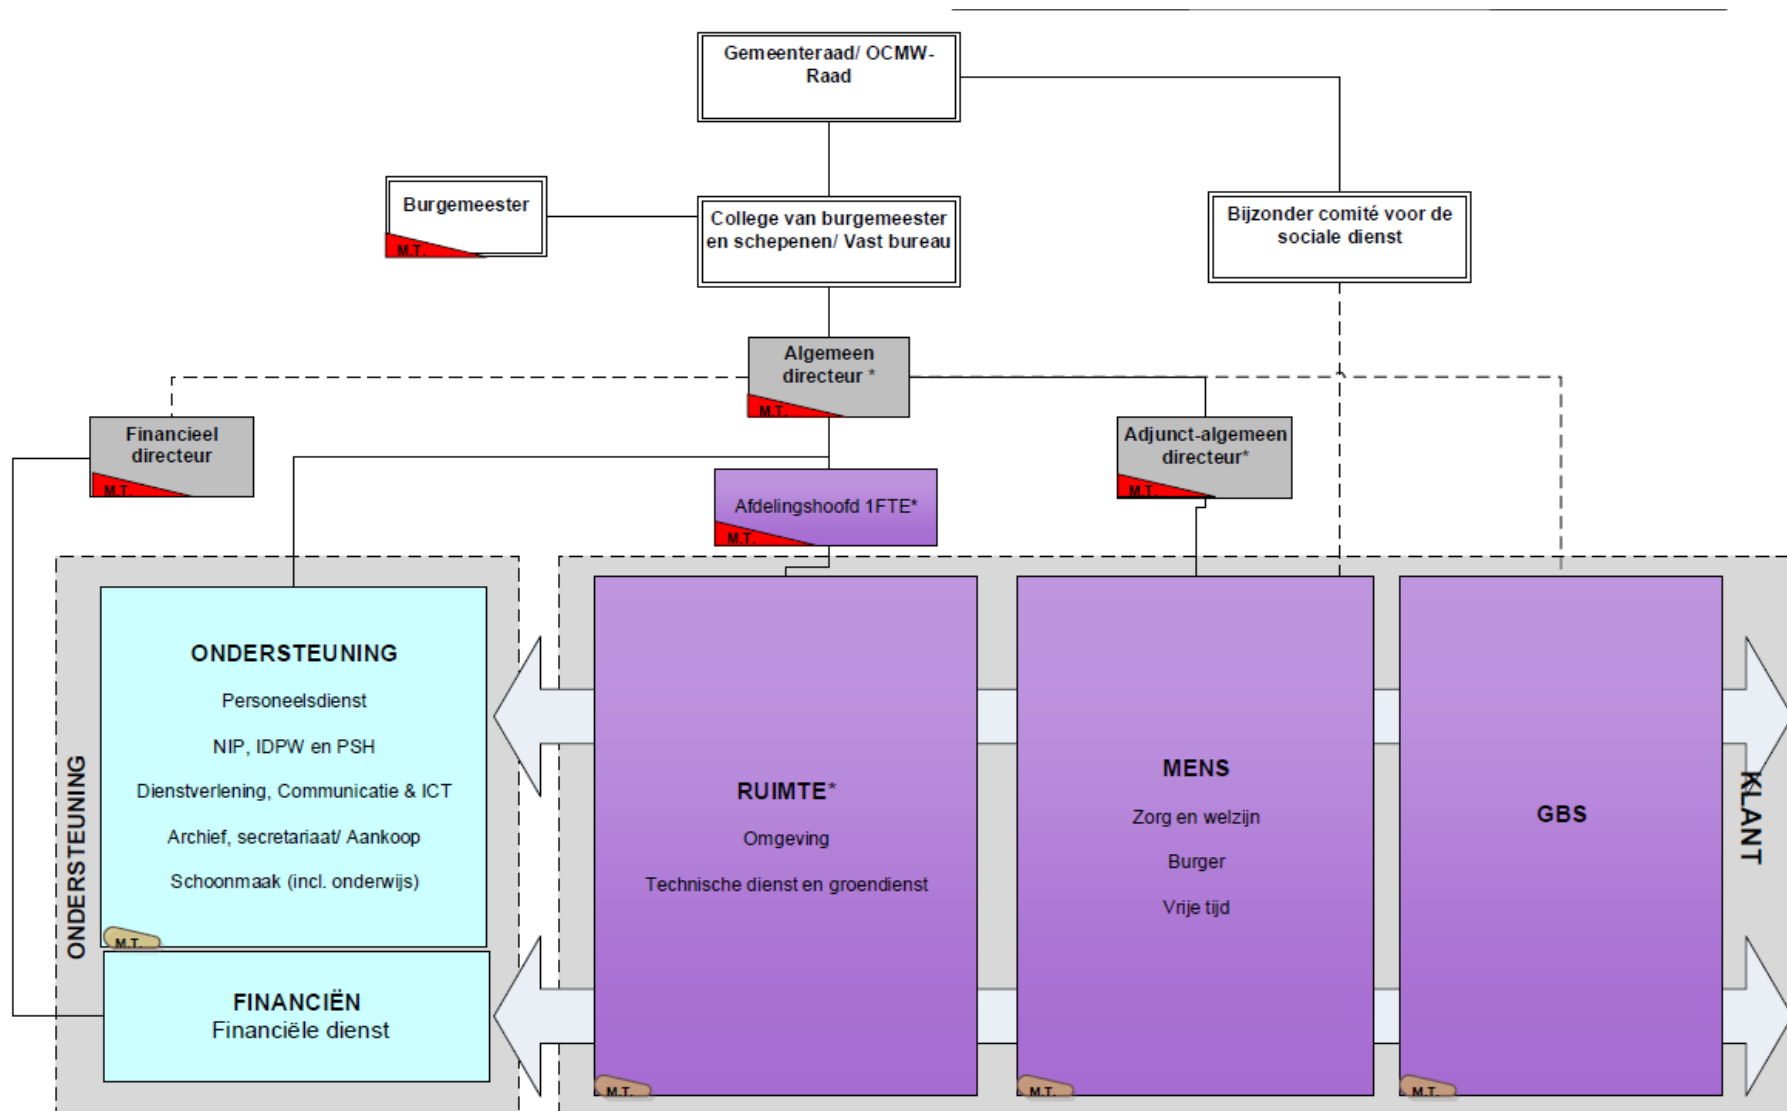 Gemeenteraad/ OCMW-
Raad
Burgemeester
M.T.
College van burgemeester
en schepenen/ Vast bureau
Bijzonder comité voor de
sociale dienst
Algemeen
directeur *
M.T.
Financieel
directeur
M.T.
Adjunct-algemeen
directeur*
M.T.
Afdelingshoofd 1FTE*
M.T.
ONDERSTEUNING
ONDERSTEUNING
Personeelsdienst
NIP, IDPW en PSH
Dienstverlening, Communicatie & ICT
Archief, secretariaat/ Aankoop
Schoonmaak (incl. onderwijs)
M.T.
FINANCIËN
Financiële dienst
RUIMTE*
Omgeving
Technische dienst en groendienst
M.T.
MENS
Zorg en welzijn
Burger
Vrije tijd
M.T.
GBS
M.T.
KLANT